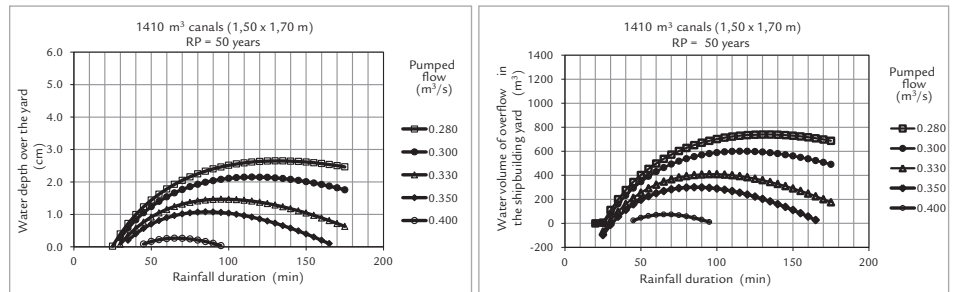 1410 m³ canals (1,50 x 1,70 m)
RP = 50 years
6.0
5.0
4.0
3.0
2.0
1.0
0.0
0
50
100
150
200
Water depth over the yard
(cm)
Rainfall duration (min)
Pumped
flow
(m³/s)
0.280
0.300
0.330
0.350
0.400
1410 m³ canals (1,50 x 1,70 m)
RP = 50 years
1400
1200
1000
800
600
400
200
0
-200
0
50
100
150
200
Water volume of overflow in
the shipbuilding yard (m³)
Rainfall duration (min)
Pumped
flow
(m³/s)
0.280
0.300
0.330
0.350
0.400